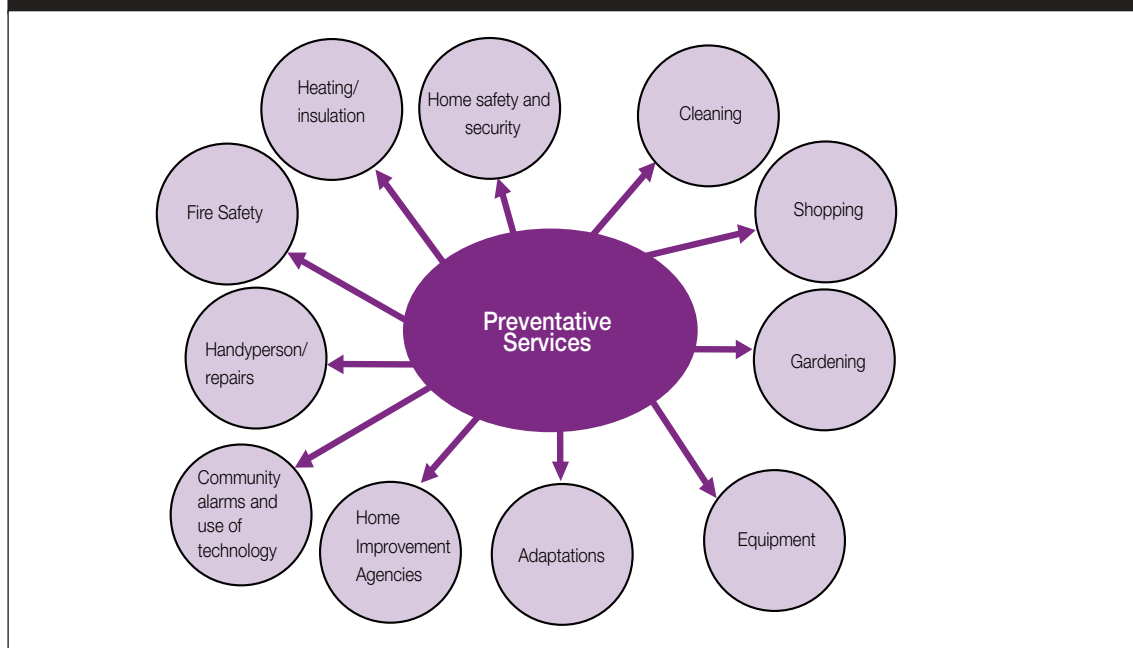 Heating/
insulation
Home safety and
security
Cleaning
Fire Safety
Shopping
Preventative
Services
Handyperson/
repairs
Gardening
Community
alarms and
use of
technology
Home
Improvement
Agencies
Adaptations
Equipment